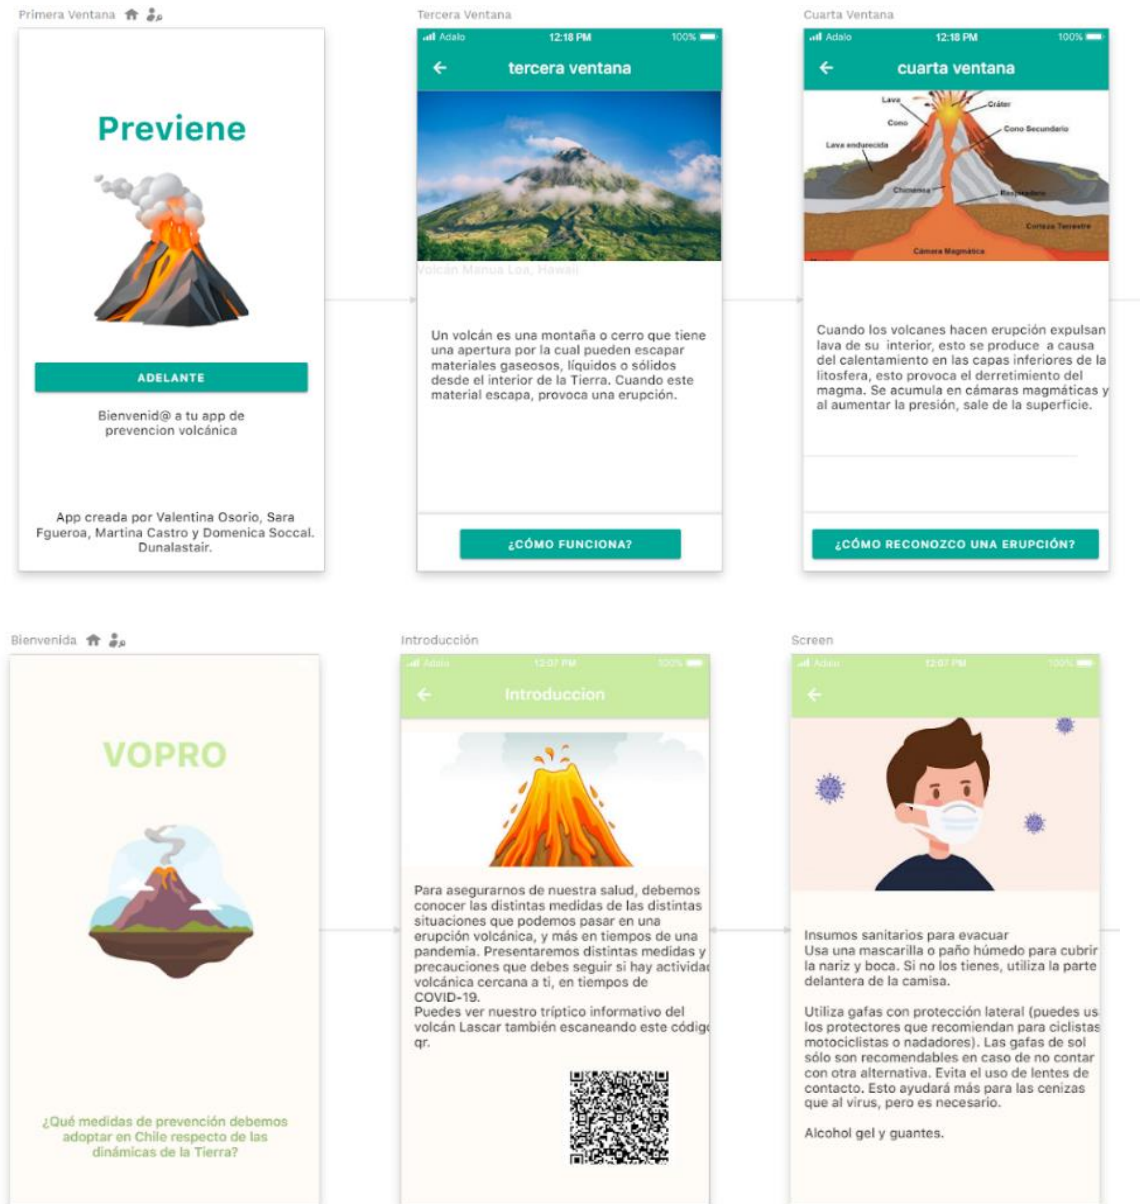 Primera Ventana
Previene
ADELANTE
Bienvenid@ a tu app de
prevencion volcánica
App creada por Valentina Osorio, Sara
Fgueroa, Martina Castro y Domenica Soccal.
Dunalastair.
Tercera Ventana
Adalo 12:18 PM 100%
tercera ventana
Volcán Manua Loa, Hawaii
Un volcán es una montaña o cerro que tiene
una apertura por la cual pueden escapar
materiales gaseosos, líquidos o sólidos
desde el interior de la Tierra. Cuando este
material escapa, provoca una erupción.
¿CÓMO FUNCIONA?
Cuarta Ventana
Adalo 12:18 PM 100%
cuarta ventana
Lava
Cráter
Cono
Cono Secundario
Lava endurecida
Chimenea
Respiradero
Corteza Terrestre
Cámara Magmática
Cuando los volcanes hacen erupción expulsan
lava de su interior, esto se produce a causa
del calentamiento en las capas inferiores de la
litosfera, esto provoca el derretimiento del
magma. Se acumula en cámaras magmáticas y
al aumentar la presión, sale de la superficie.
¿CÓMO RECONOZCO UNA ERUPCIÓN?
Bienvenida
VOPRO
¿Qué medidas de prevención debemos
adoptar en Chile respecto de las
dinámicas de la Tierra?
Introducción
Adalo 12:07 PM 100%
Introduccion
Para asegurarnos de nuestra salud, debemos
conocer las distintas medidas de las distintas
situaciones que podemos pasar en una
erupción volcánica, y más en tiempos de una
pandemia. Presentaremos distintas medidas y
precauciones que debes seguir si hay activida
volcánica cercana a ti, en tiempos de
COVID-19.
Puedes ver nuestro tríptico informativo del
volcán Lascar también escaneando este códig
qr.
Screen
Adalo 12:07 PM 100%
Insumos sanitarios para evacuar
Usa una mascarilla o paño húmedo para cubrir
la nariz y boca. Si no los tienes, utiliza la parte
delantera de la camisa.
Utiliza gafas con protección lateral (puedes us
los protectores que recomiendan para ciclistas
motociclistas o nadadores). Las gafas de sol
sólo son recomendables en caso de no contar
con otra alternativa. Evita el uso de lentes de
contacto. Esto ayudará más para las cenizas
que al virus, pero es necesario.
Alcohol gel y guantes.